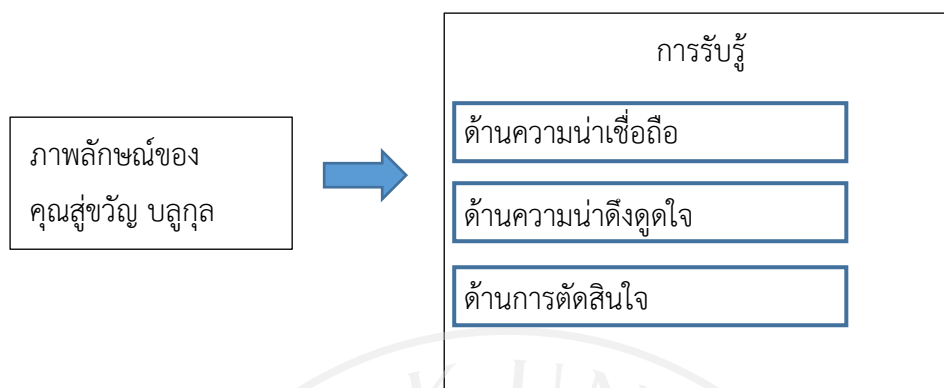 การรับรู้
ด้านความน่าเชื่อถือ
ภาพลักษณ์ของ
คุณสู่ขวัญ บลูกุล
ด้านความน่าดึงดูดใจ
ด้านการตัดสินใจ
K UN